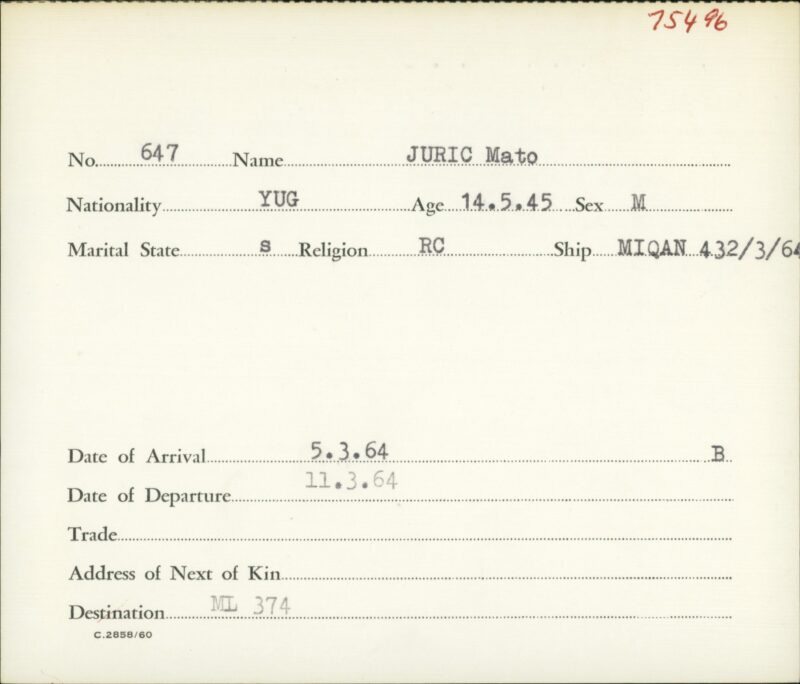 75496
No. 647 Name JURIC Mato
Nationality YUG Age 14.5.45 Sex M
Marital State s Religion RC Ship MIQAN 432/3/64
Date of Arrival 5.3.64 B
Date of Departure 11.3.64
Trade
Address of Next of Kin
Destination ML 374
C.2858/60